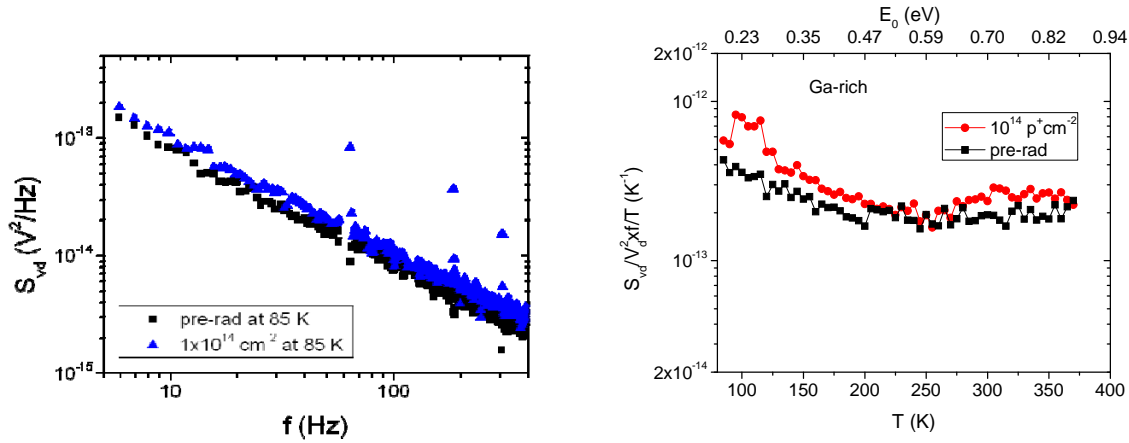 S_vd (V²/Hz)
10⁻¹³
10⁻¹⁴
10⁻¹⁵
pre-rad at 85 K
1x10¹⁴ cm⁻² at 85 K
10 100
f (Hz)
E₀ (eV)
0.23 0.35 0.47 0.59 0.70 0.82 0.94
S_vd/V_d²xf/T (K⁻¹)
2x10⁻¹²
10⁻¹²
10⁻¹³
2x10⁻¹⁴
Ga-rich
10¹⁴ p⁺cm⁻²
pre-rad
100 150 200 250 300 350 400
T (K)